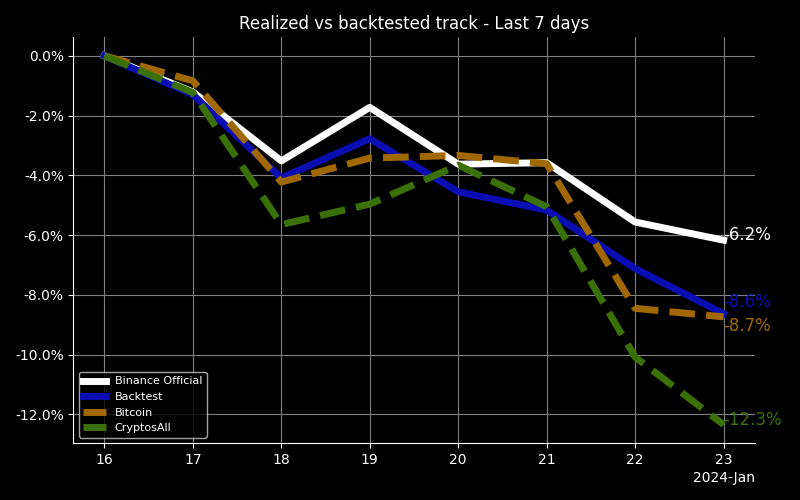 Realized vs backtested track - Last 7 days
0.0%
-2.0%
-4.0%
-6.0%
-8.0%
-10.0%
-12.0%
-6.2%
-8.6%
-8.7%
-12.3%
Binance Official
Backtest
Bitcoin
CryptosAll
16 17 18 19 20 21 22 23
2024-Jan